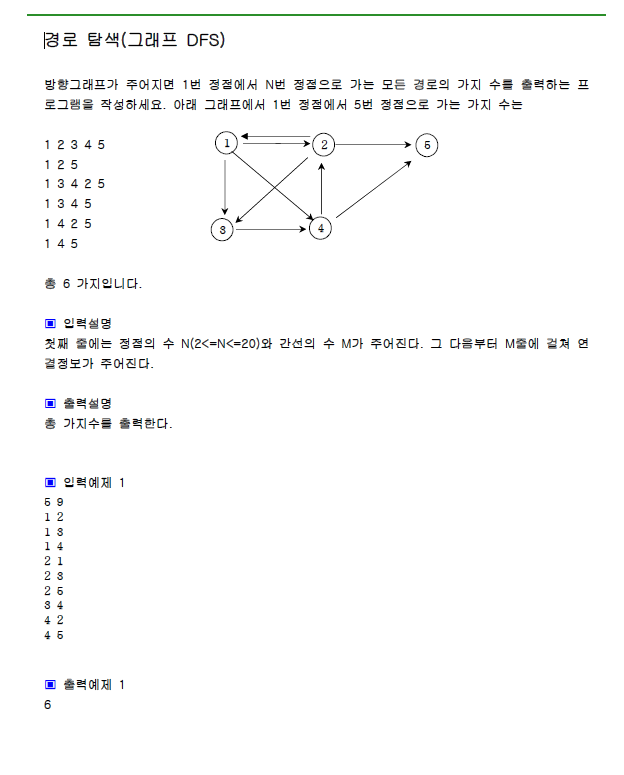 경로 탐색(그래프 DFS)
방향그래프가 주어지면 1번 정점에서 N번 정점으로 가는 모든 경로의 가지 수를 출력하는 프
로그램을 작성하세요. 아래 그래프에서 1번 정점에서 5번 정점으로 가는 가지 수는
1 2 3 4 5
1 2 5
1 3 4 2 5
1 3 4 5
1 4 2 5
1 4 5
1 2 5
3 4
총 6 가지입니다.
▣ 입력설명
첫째 줄에는 정점의 수 N(2<=N<=20)와 간선의 수 M가 주어진다. 그 다음부터 M줄에 걸쳐 연
결정보가 주어진다.
▣ 출력설명
총 가지수를 출력한다.
▣ 입력예제 1
5 9
1 2
1 3
1 4
2 1
2 3
2 5
3 4
4 2
4 5
▣ 출력예제 1
6